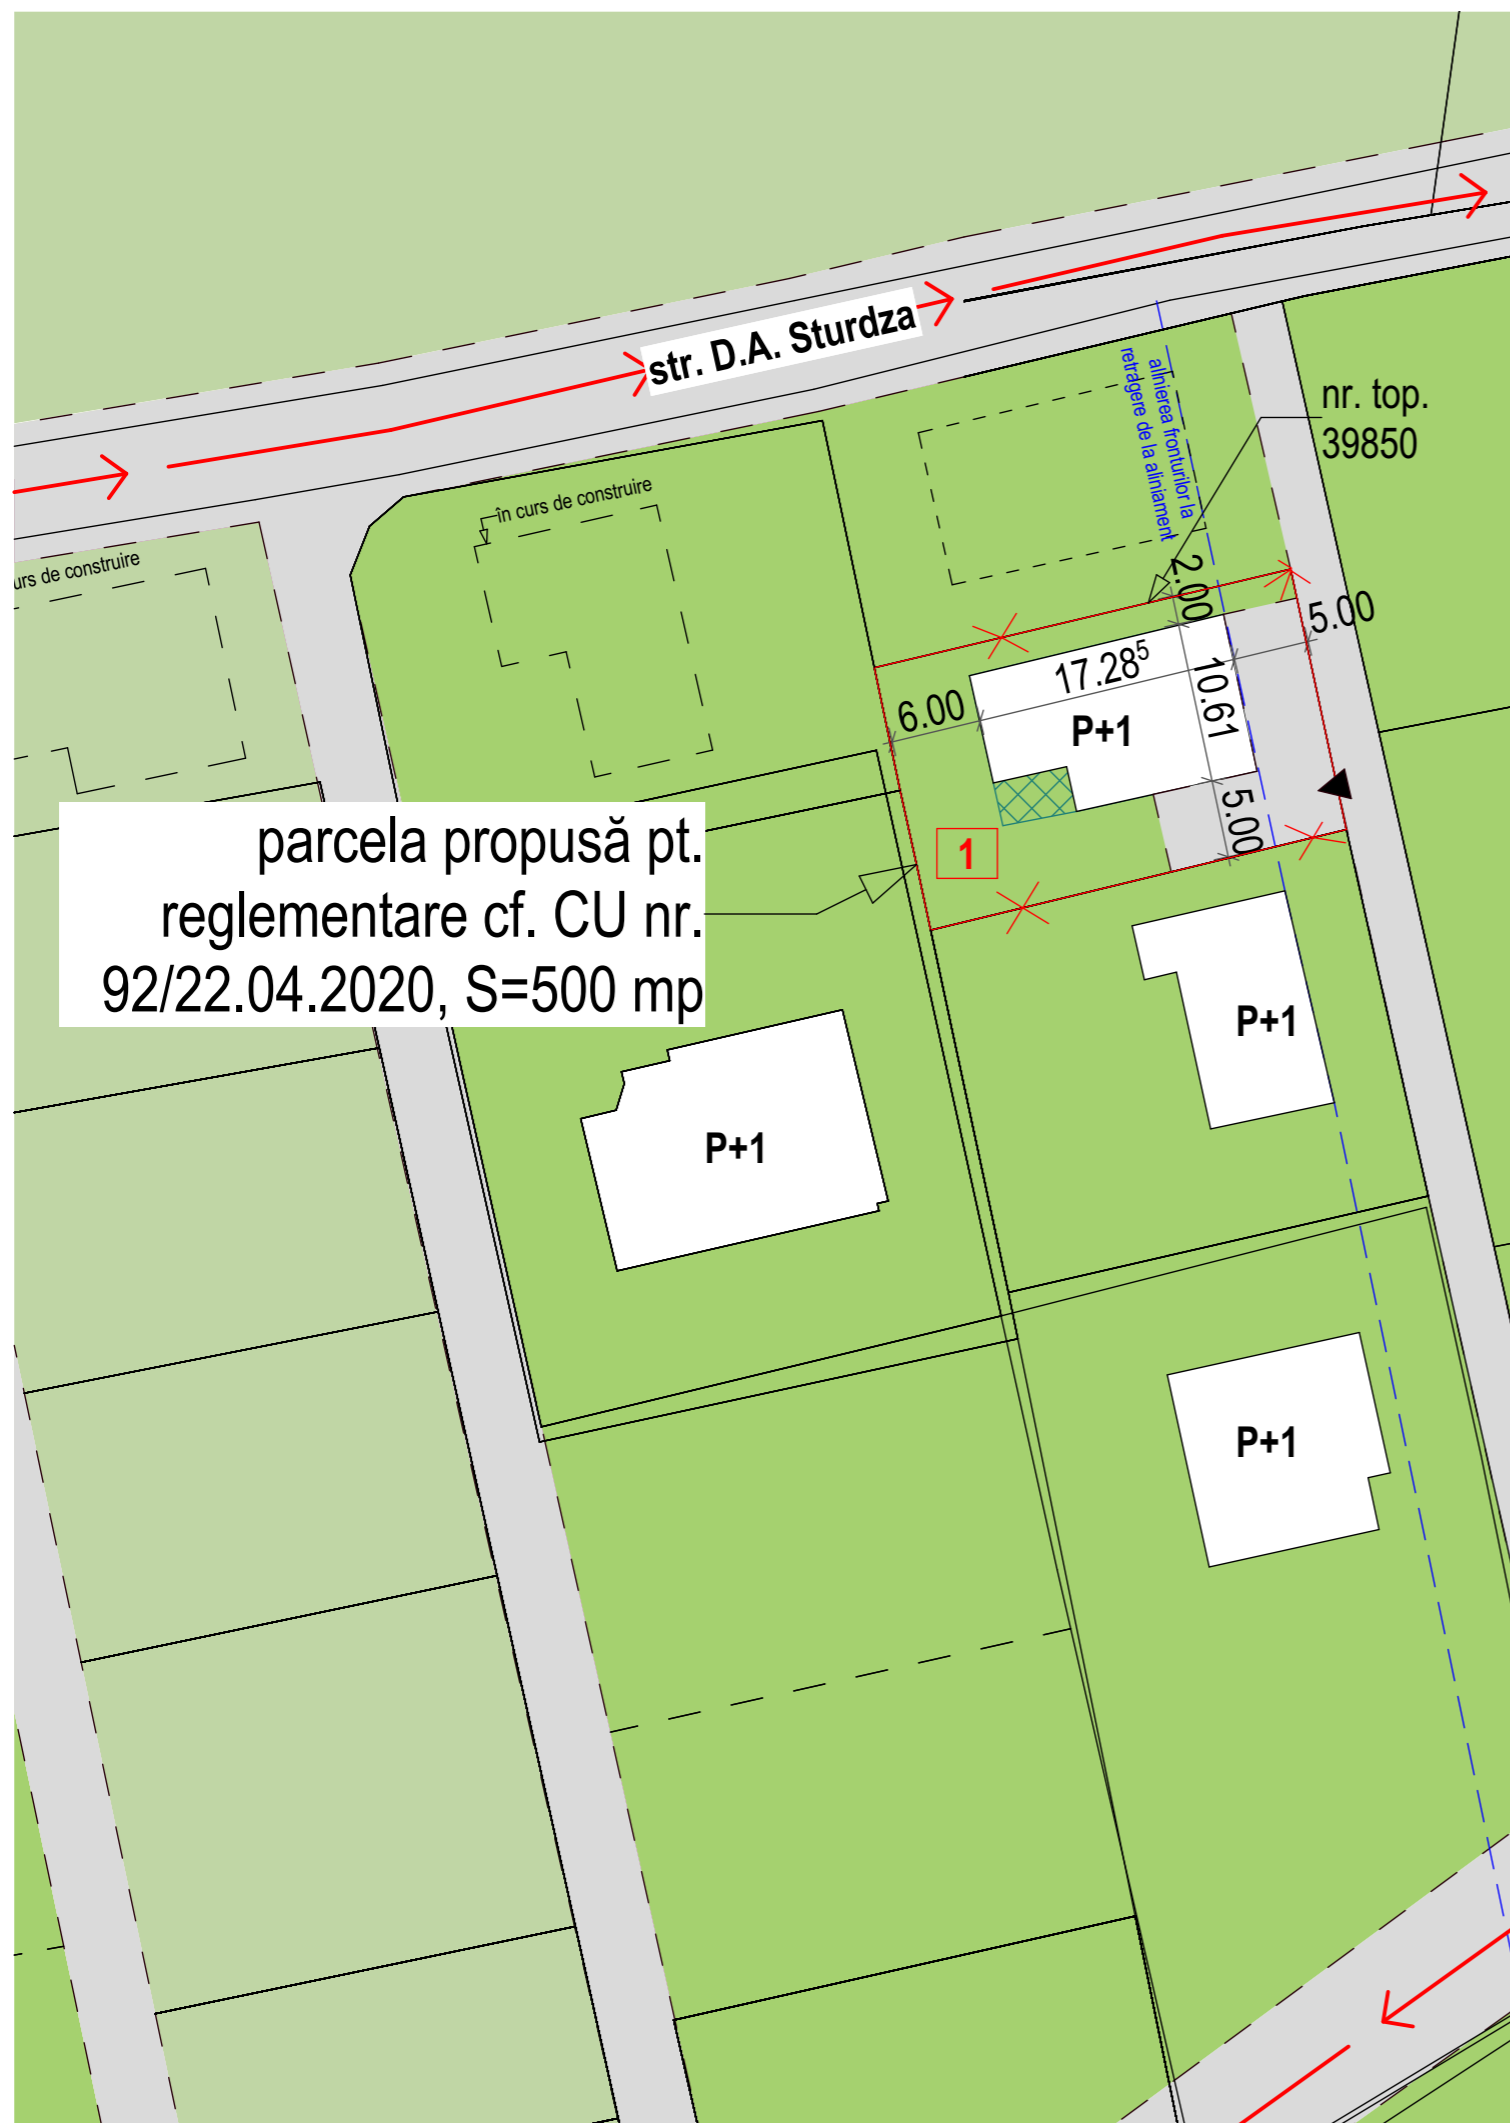 str. D.A. Sturdza
alnierea fronturilor la
retragere de la aliniament
nr. top.
39850
în curs de construire
urs de construire
2.00
5.00
17.28⁵
10.61
6.00
P+1
5.00
1
parcela propusă pt.
reglementare cf. CU nr.
92/22.04.2020, S=500 mp
P+1
P+1
P+1